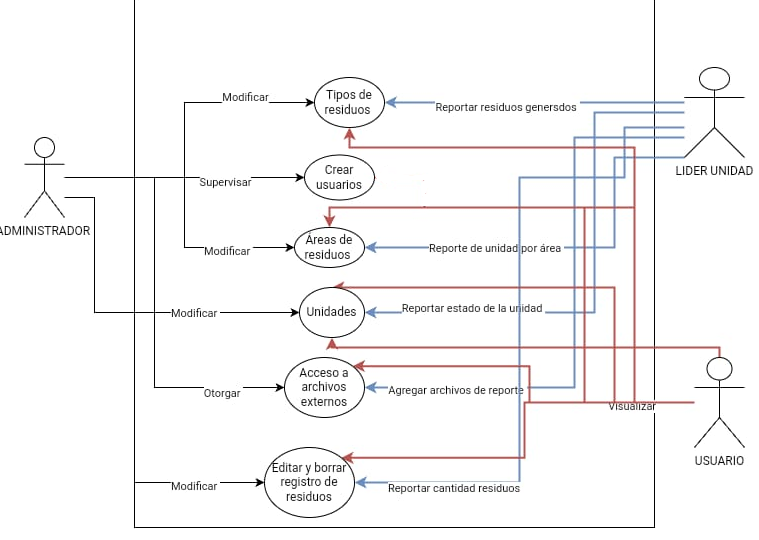 Modificar
Tipos de
residuos
Reportar residuos genersdos
LIDER UNIDAD
Supervisar
Crear
usuarios
ADMINISTRADOR
Modificar
Áreas de
residuos
Reporte de unidad por área
Modificar
Unidades
Reportar estado de la unidad
Otorgar
Acceso a
archivos
externos
Agregar archivos de reporte
Visualizar
USUARIO
Modificar
Editar y borrar
registro de
residuos
Reportar cantidad residuos